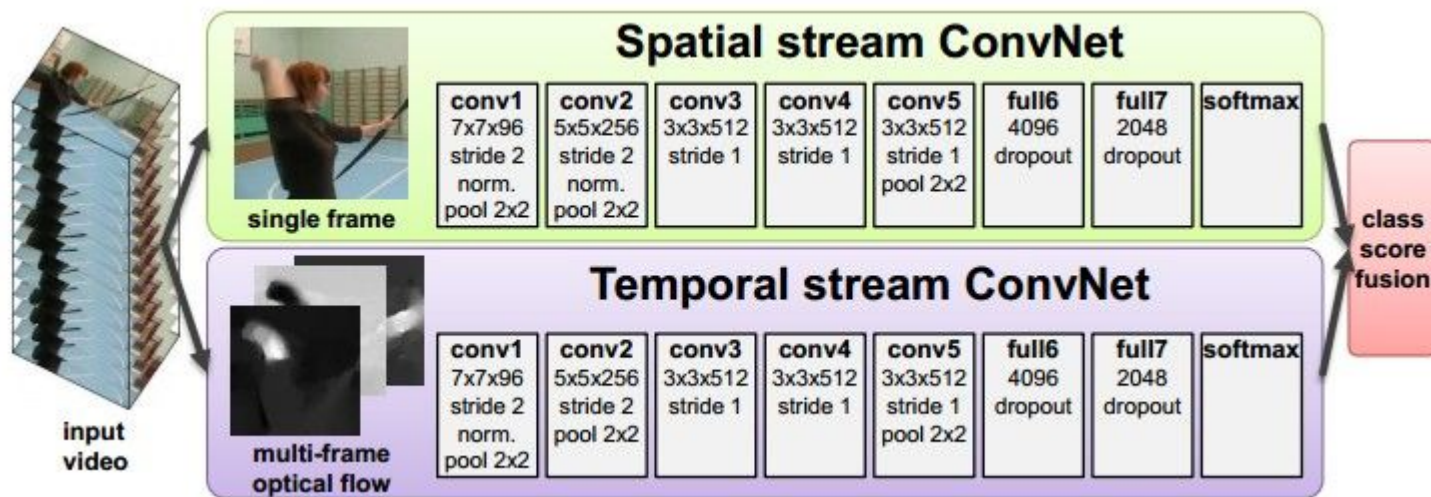 Spatial stream ConvNet
conv1
7x7x96
stride 2
norm.
pool 2x2
conv2
5x5x256
stride 2
norm.
pool 2x2
conv3
3x3x512
stride 1
conv4
3x3x512
stride 1
conv5
3x3x512
stride 1
pool 2x2
full6
4096
dropout
full7
2048
dropout
softmax
single frame
Temporal stream ConvNet
conv1
7x7x96
stride 2
norm.
pool 2x2
conv2
5x5x256
stride 2
pool 2x2
conv3
3x3x512
stride 1
conv4
3x3x512
stride 1
conv5
3x3x512
stride 1
pool 2x2
full6
4096
dropout
full7
2048
dropout
softmax
multi-frame
optical flow
input
video
class
score
fusion